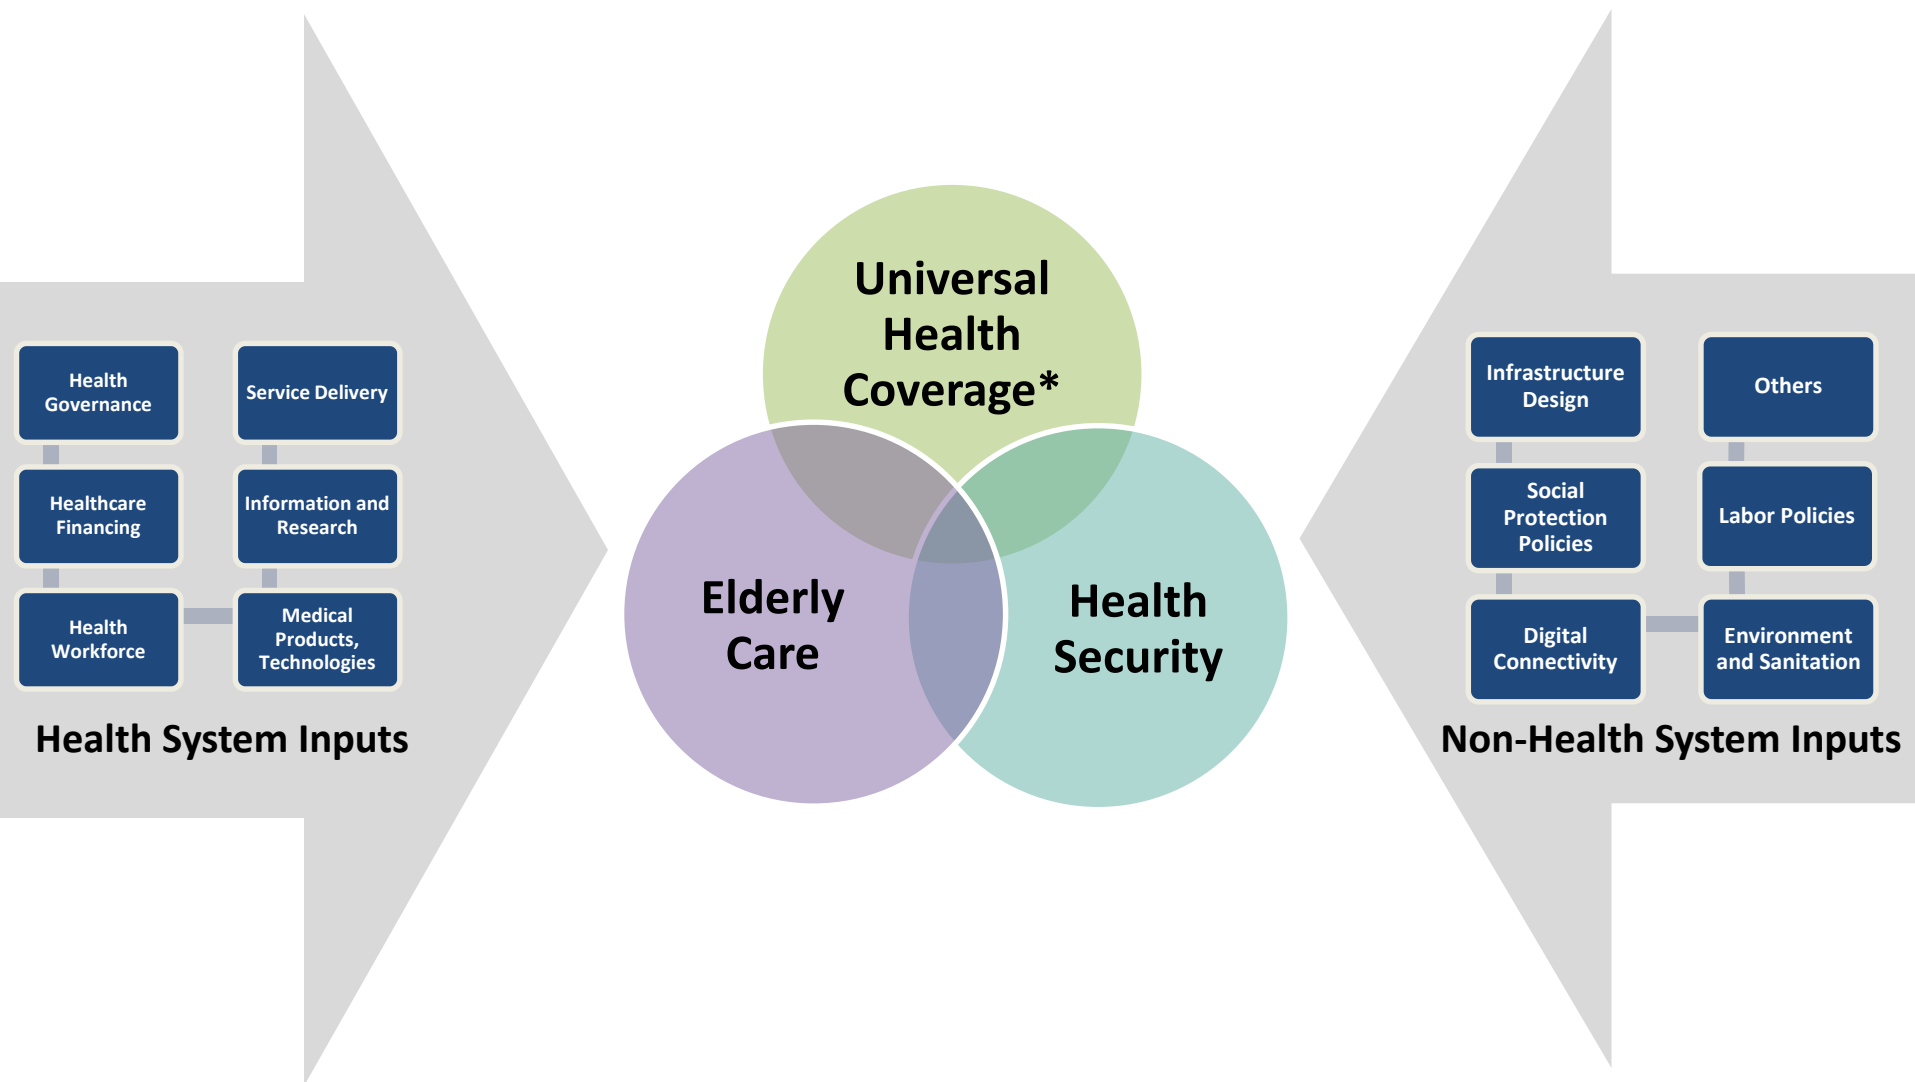 Health
Governance
Service Delivery
Healthcare
Financing
Information and
Research
Health
Workforce
Medical
Products,
Technologies
Health System Inputs
Universal
Health
Coverage*
Elderly
Care
Health
Security
Infrastructure
Design
Others
Social
Protection
Policies
Labor Policies
Digital
Connectivity
Environment
and Sanitation
Non-Health System Inputs